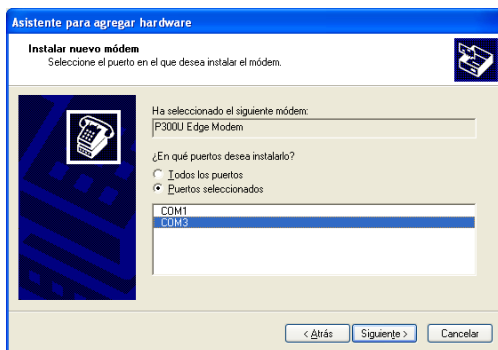 Asistente para agregar hardware
Instalar nuevo módem
Seleccione el puerto en el que desea instalar el módem.
Ha seleccionado el siguiente módem:
P300U Edge Modem
¿En qué puertos desea instalarlo?
Todos los puertos
Puertos seleccionados
COM1
COM3
< Atrás Siguiente > Cancelar